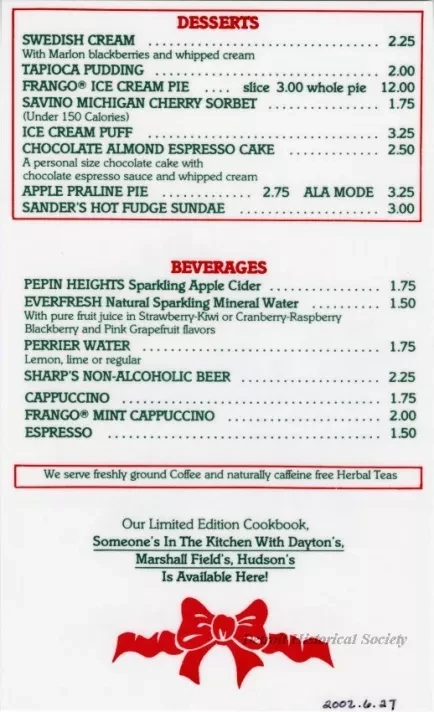 DESSERTS
SWEDISH CREAM .................................. 2.25
With Marlon blackberries and whipped cream
TAPIOCA PUDDING .................................. 2.00
FRANGO® ICE CREAM PIE .... slice 3.00 whole pie 12.00
SAVINO MICHIGAN CHERRY SORBET .................. 1.75
(Under 150 Calories)
ICE CREAM PUFF .................................. 3.25
CHOCOLATE ALMOND ESPRESSO CAKE ............. 2.50
A personal size chocolate cake with
chocolate espresso sauce and whipped cream
APPLE PRALINE PIE ............. 2.75 ALA MODE 3.25
SANDER'S HOT FUDGE SUNDAE .................... 3.00
BEVERAGES
PEPIN HEIGHTS Sparkling Apple Cider ................ 1.75
EVERFRESH Natural Sparkling Mineral Water .......... 1.50
With pure fruit juice in Strawberry-Kiwi or Cranberry-Raspberry
Blackberry and Pink Grapefruit flavors
PERRIER WATER .................................. 1.75
Lemon, lime or regular
SHARP'S NON-ALCOHOLIC BEER .................... 2.25
CAPPUCCINO .................................. 1.75
FRANGO® MINT CAPPUCCINO ...................... 2.00
ESPRESSO .................................. 1.50
We serve freshly ground Coffee and naturally caffeine free Herbal Teas
Our Limited Edition Cookbook,
Someone's In The Kitchen With Dayton's,
Marshall Field's, Hudson's
Is Available Here!
Historical Society
2002.6.27